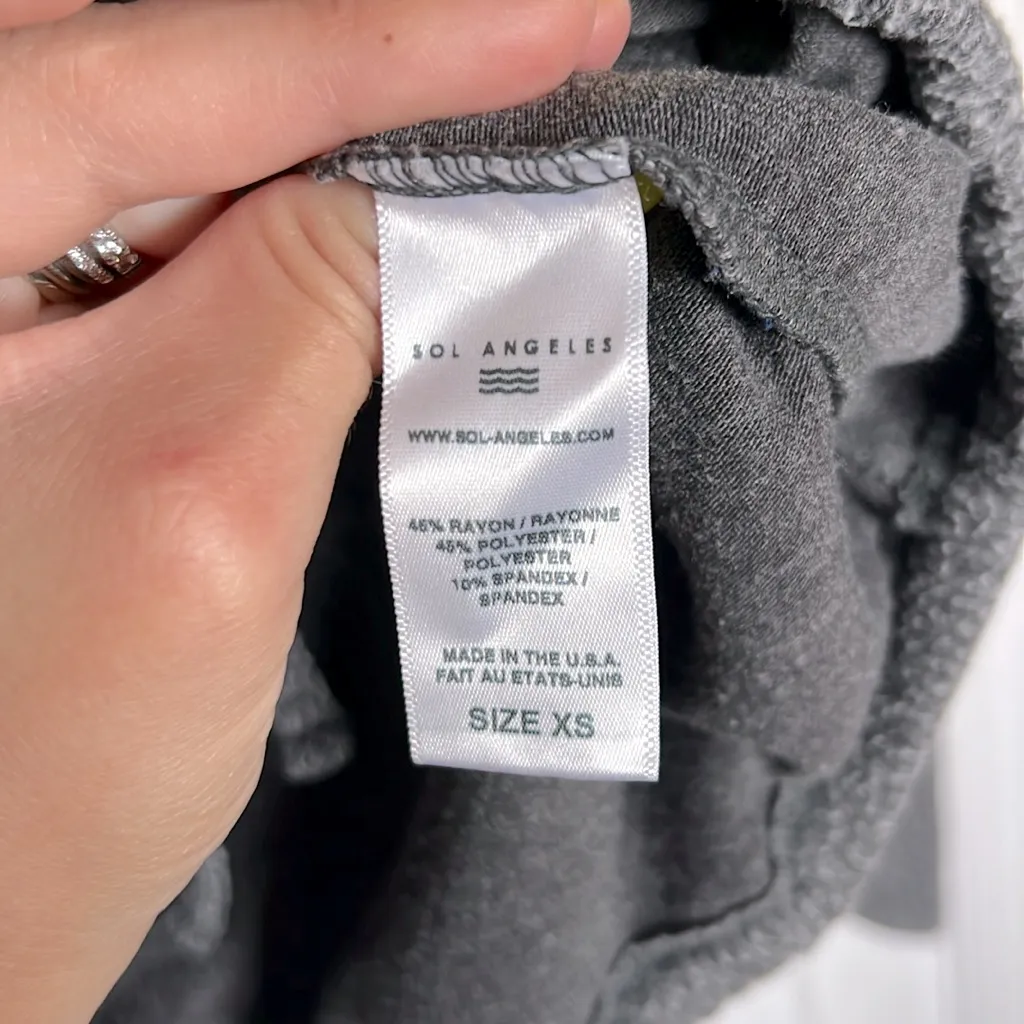 SOL ANGELES
WWW.SOL-ANGELES.COM
45% RAYON / RAYONNE
45% POLYESTER /
POLYESTER
10% SPANDEX /
SPANDEX
MADE IN THE U.S.A.
FAIT AU ETATS-UNIS
SIZE XS